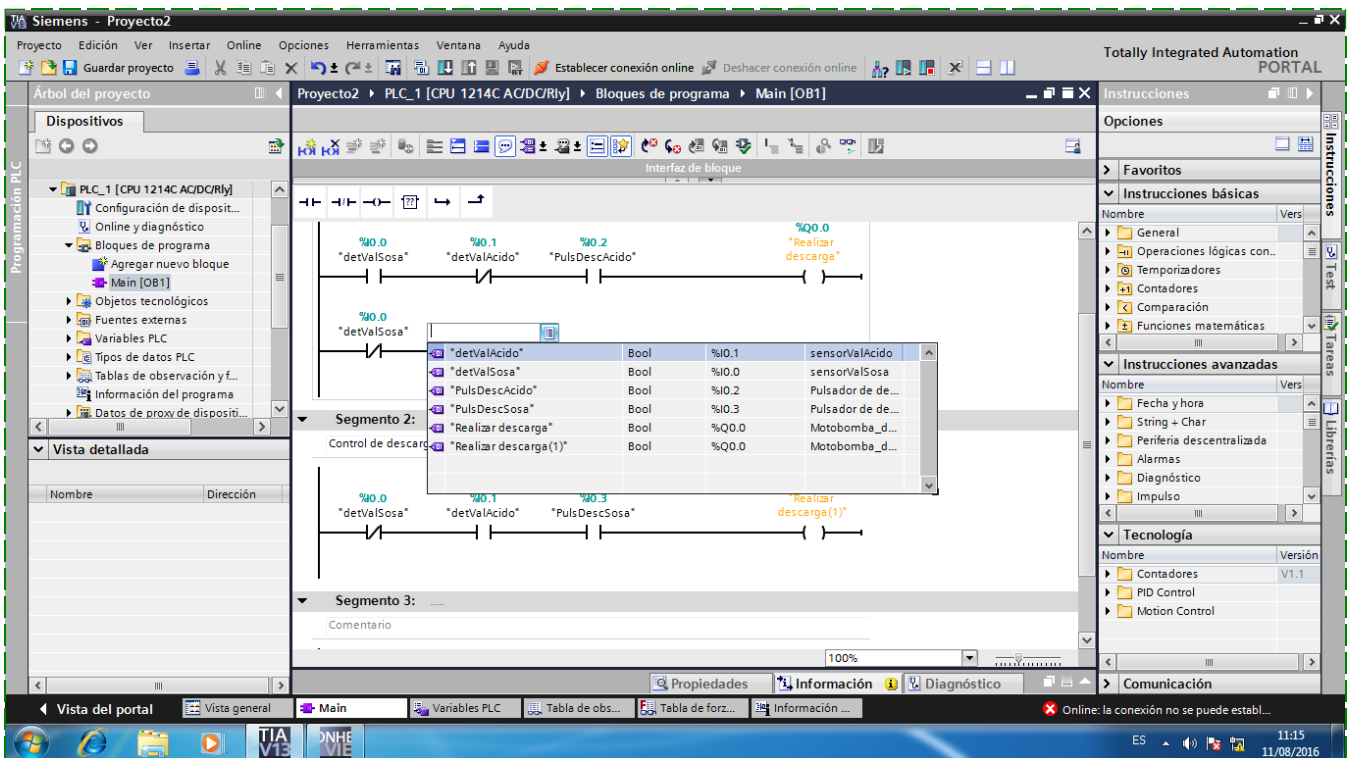 Siemens - Proyecto2
Proyecto Edición Ver Insertar Online Opciones Herramientas Ventana Ayuda
Totally Integrated Automation
PORTAL
Guardar proyecto
Establecer conexión online
Deshacer conexión online
Árbol del proyecto
Proyecto2 PLC_1 [CPU 1214C AC/DC/Rly] Bloques de programa Main [OB1]
Instrucciones
Dispositivos
Opciones
Programación PLC
Interfaz de bloque
PLC_1 [CPU 1214C AC/DC/Rly]
Configuración de disposit...
Online y diagnóstico
Bloques de programa
Agregar nuevo bloque
Main [OB1]
Objetos tecnológicos
Fuentes externas
Variables PLC
Tipos de datos PLC
Tablas de observación y f...
Información del programa
Datos de proxy de dispositi...
Vista detallada
Nombre Dirección
%I0.0 %I0.1 %I0.2 %Q0.0
"detValSosa" "detValAcido" "PulsDescAcido" "Realizar descarga"
%I0.0
"detValSosa"
"detValAcido" Bool %I0.1 sensorValAcido
"detValSosa" Bool %I0.0 sensorValSosa
"PulsDescAcido" Bool %I0.2 Pulsador de de...
"PulsDescSosa" Bool %I0.3 Pulsador de de...
"Realizar descarga" Bool %Q0.0 Motobomba_d...
"Realizar descarga(1)" Bool %Q0.0 Motobomba_d...
Segmento 2:
Control de descarg
%I0.0 %I0.1 %I0.3
"detValSosa" "detValAcido" "PulsDescSosa" "Realizar descarga(1)"
Segmento 3: .....
Comentario
100%
Propiedades Información Diagnóstico
Favoritos
Instrucciones básicas
Nombre Vers
General
Operaciones lógicas con..
Temporizadores
Contadores
Comparación
Funciones matemáticas
Instrucciones avanzadas
Nombre Vers
Fecha y hora
String + Char
Periferia descentralizada
Alarmas
Diagnóstico
Impulso
Tecnología
Nombre Versión
Contadores V1.1
PID Control
Motion Control
Comunicación
Instrucciones
Test
Tareas
Librerías
Vista del portal Vista general Main Variables PLC Tabla de obs... Tabla de forz... Información ...
Online: la conexión no se puede establ...
TIA
V13
ES
11:15
11/08/2016